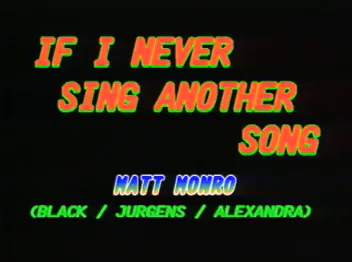 IF I NEVER
SING ANOTHER
SONG
MATT MONRO
(BLACK / JURGENS / ALEXANDRA)